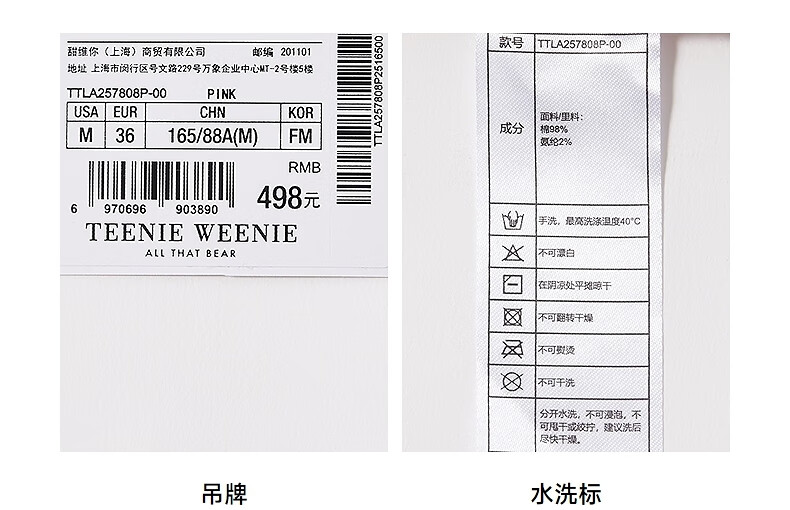 甜维你（上海）商贸有限公司 邮编 201101
地址 上海市闵行区号文路229号万象企业中心MT-2号楼5楼
TTLA257808P-00 PINK
USA EUR CHN KOR
M 36 165/88A(M) FM
RMB
498元
6 970696 903890
TEENIE WEENIE
ALL THAT BEAR
TTLA257808P2516500
吊牌
款号 TTLA257808P-00
成分
面料/里料：
棉98%
氨纶2%
手洗，最高洗涤温度40°C
不可漂白
在阴凉处平摊晾干
不可翻转干燥
不可熨烫
不可干洗
分开水洗，不可浸泡，不
可甩干或绞拧，建议洗后
尽快干燥。
水洗标